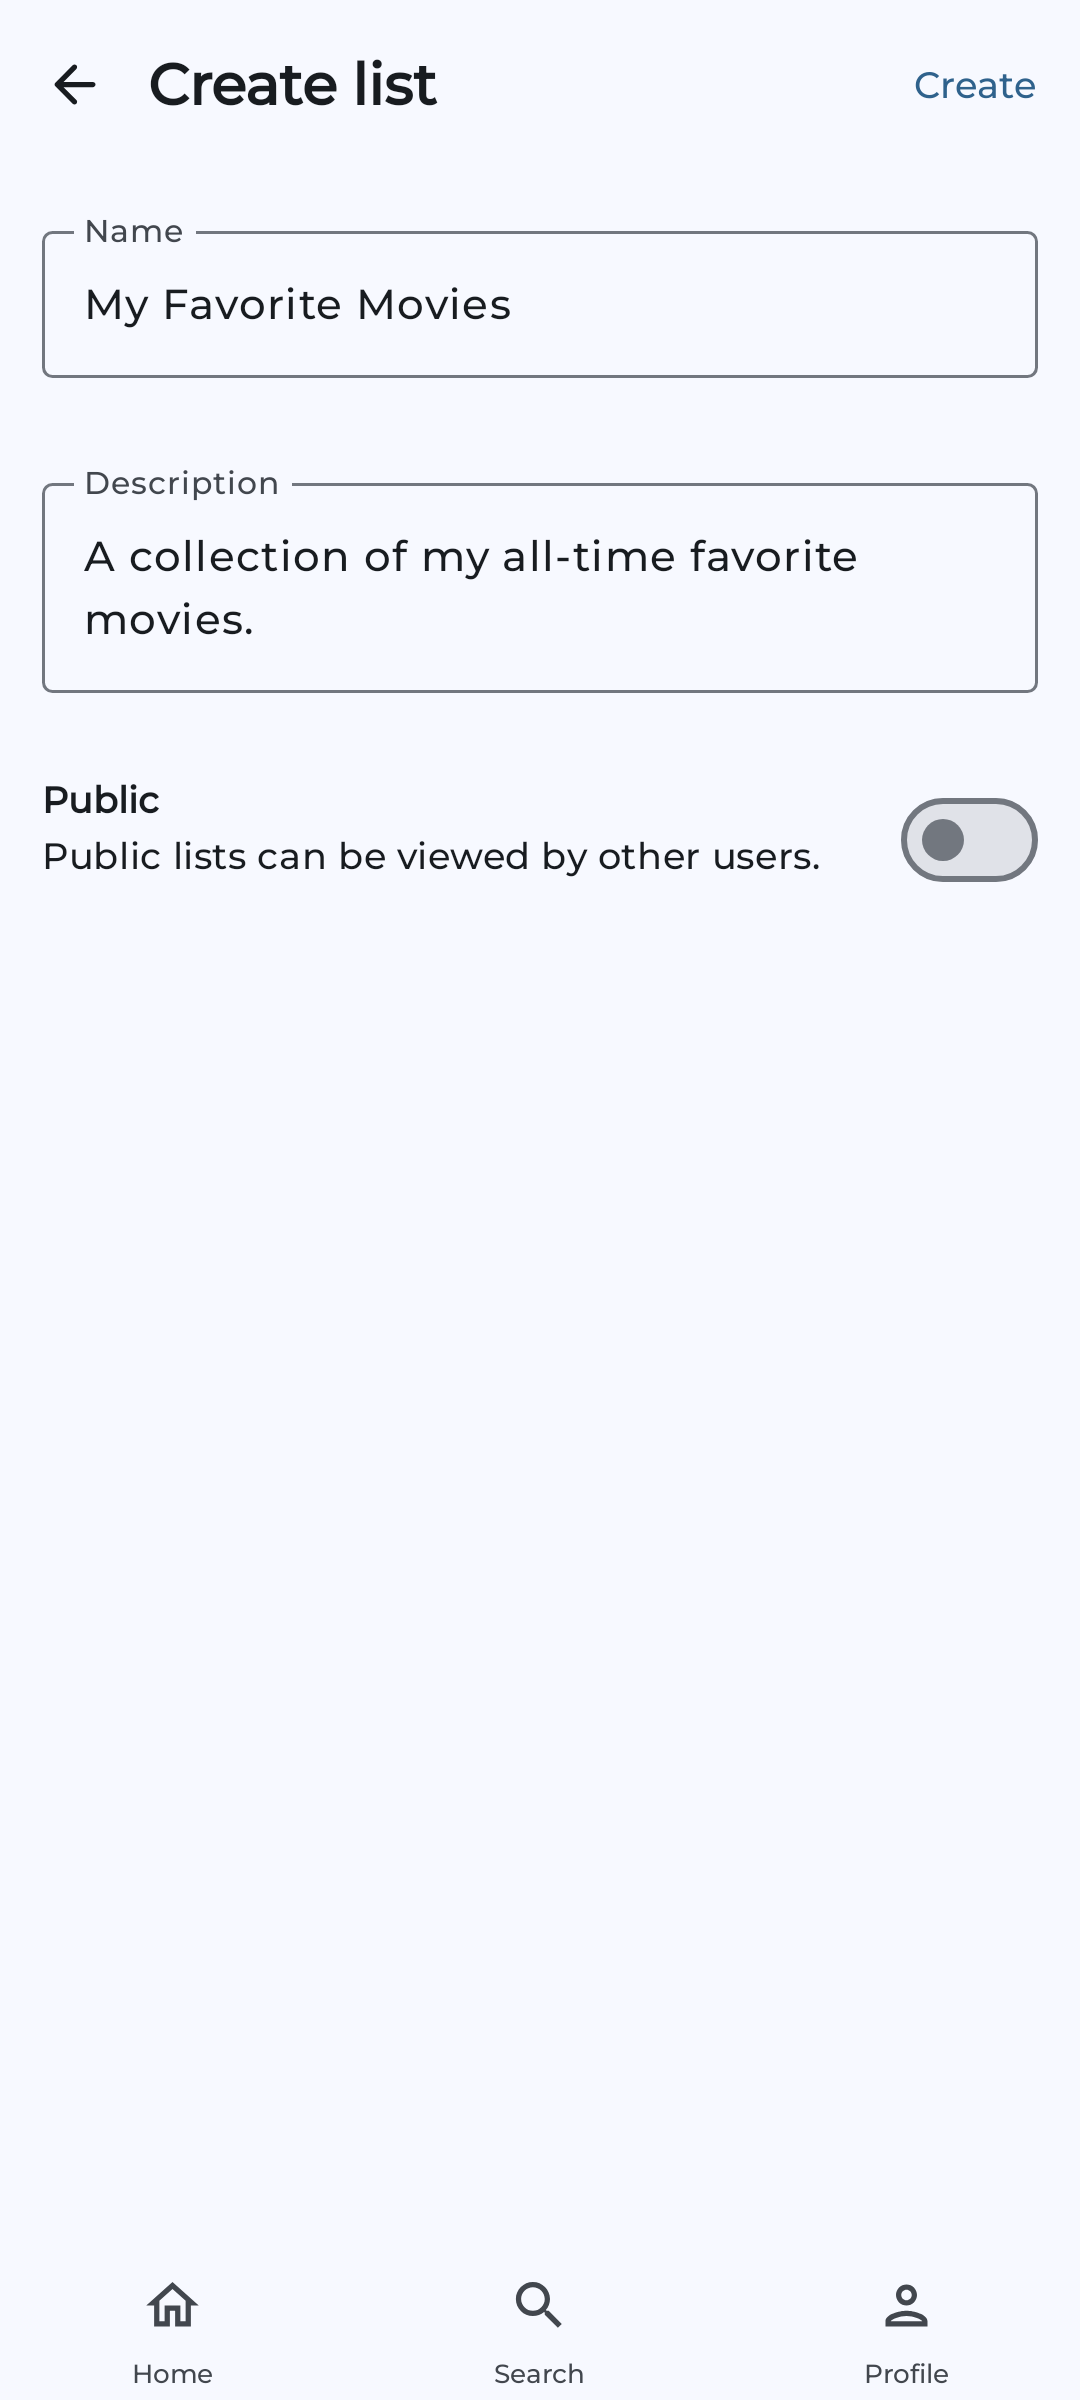 Create list
Create
Name
My Favorite Movies
Description
A collection of my all-time favorite
movies.
Public
Public lists can be viewed by other users.
Home
Search
Profile